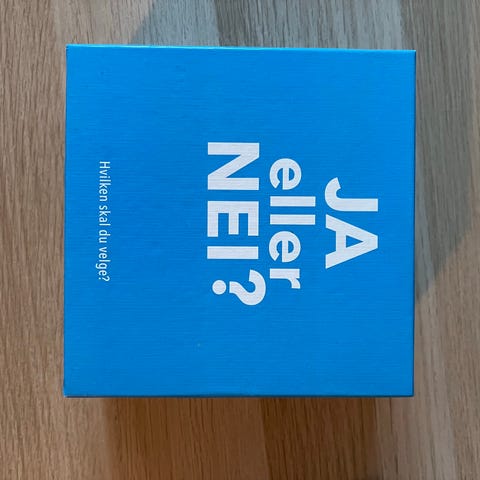 JA
eller
NEI?
Hvilken skal du velge?